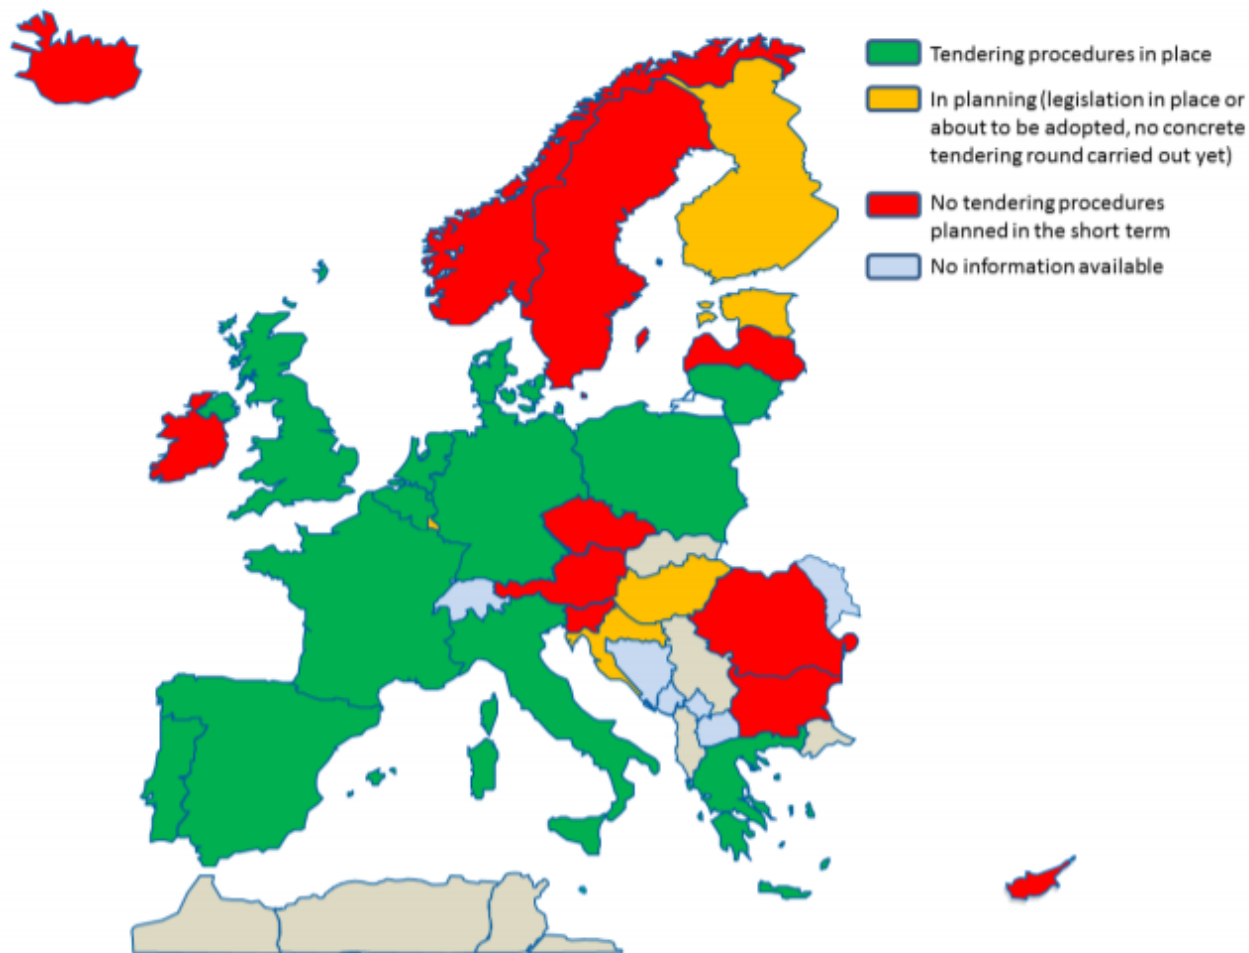 Tendering procedures in place
In planning (legislation in place or
about to be adopted, no concrete
tendering round carried out yet)
No tendering procedures
planned in the short term
No information available